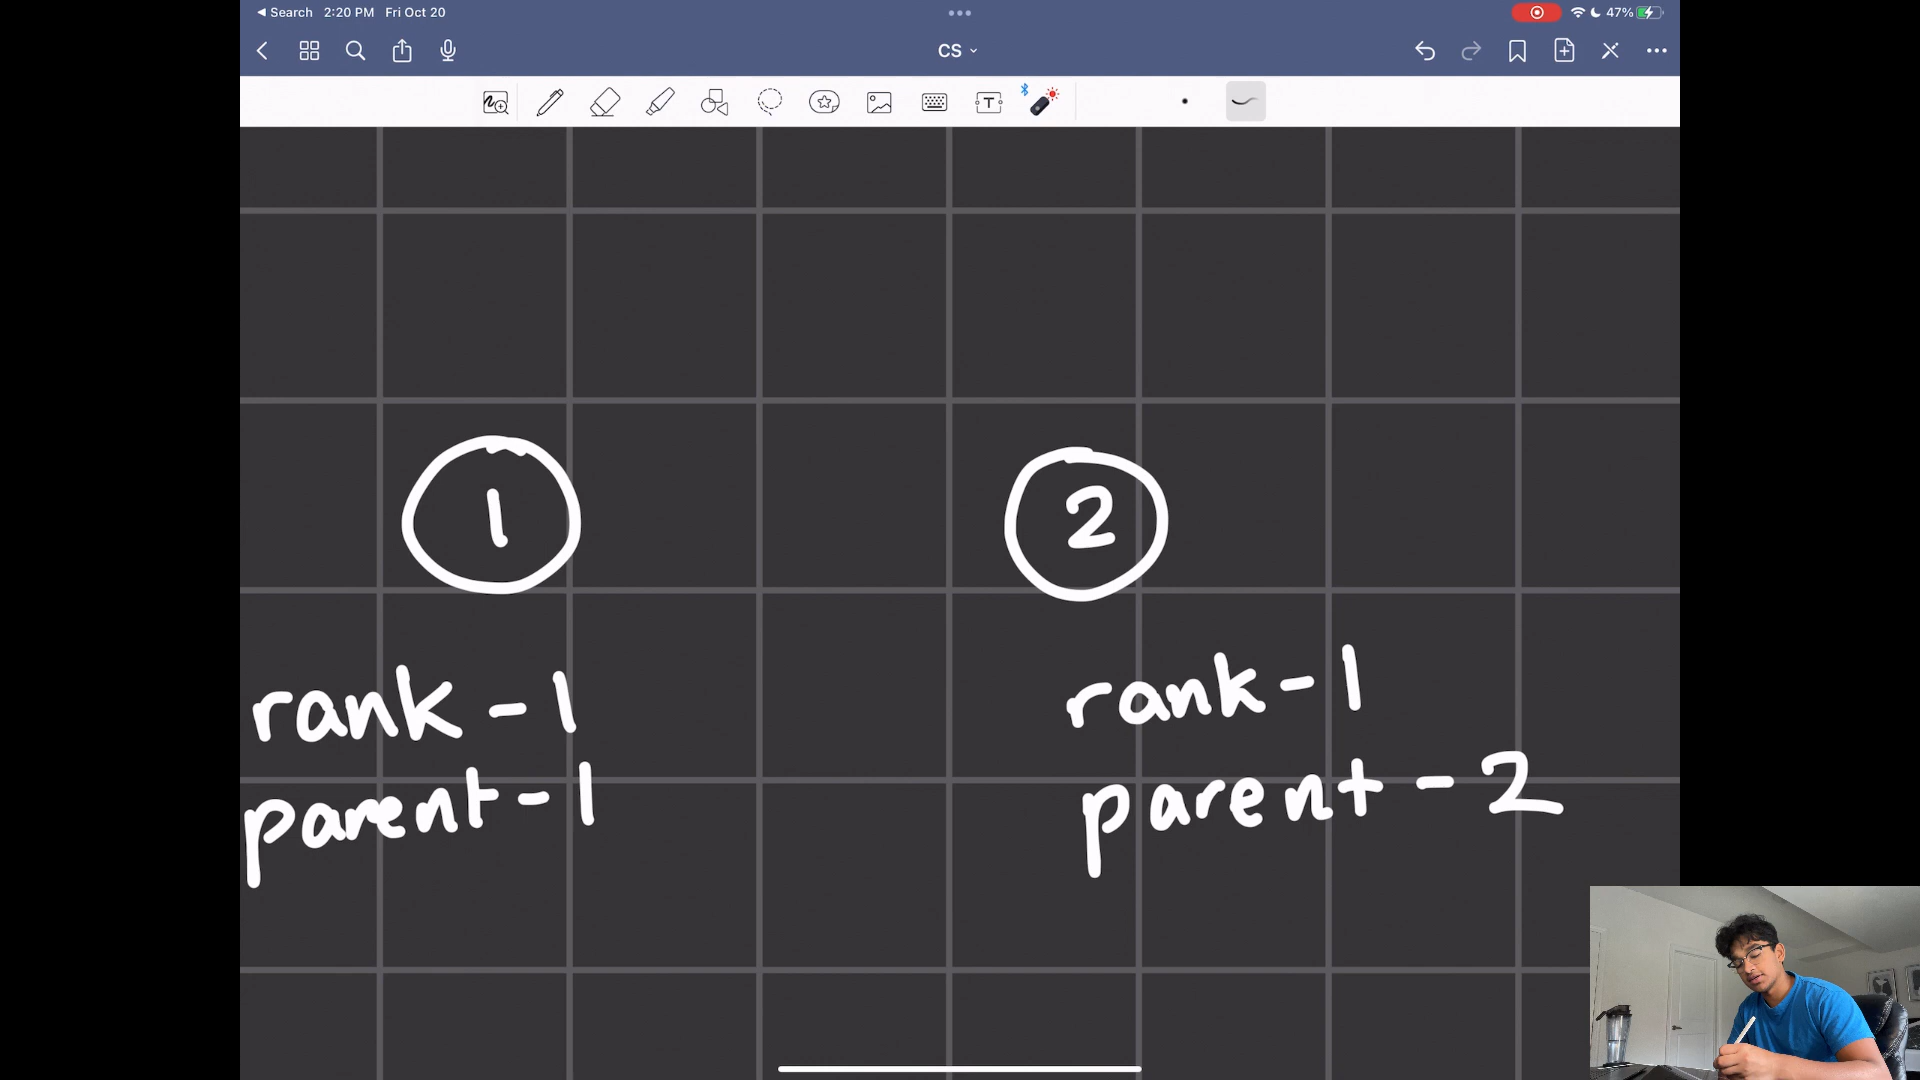 ◀ Search 2:20 PM Fri Oct 20
47%
CS
T
1
2
rank - 1
parent - 1
rank - 1
parent - 2